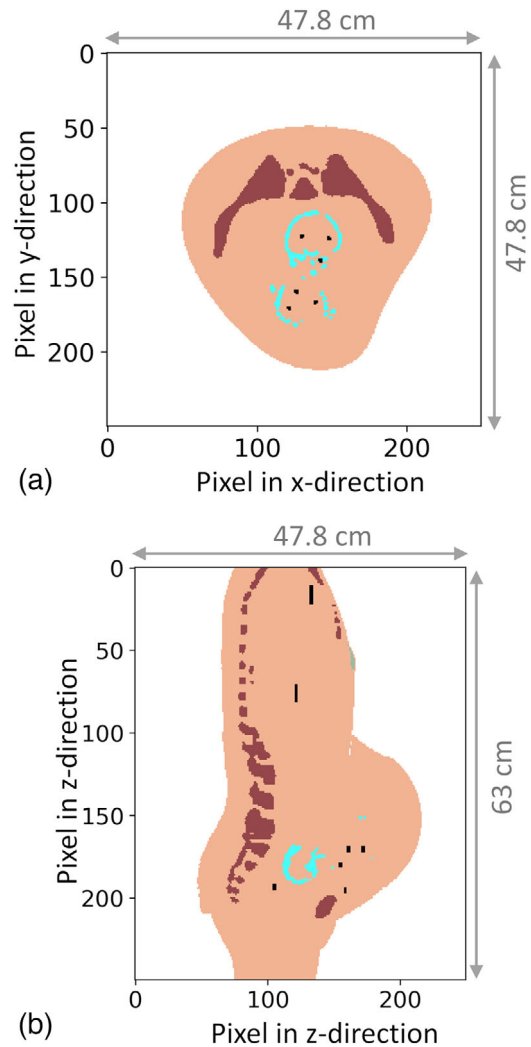 47.8 cm
0
50
100
150
200
Pixel in y-direction
47.8 cm
0 100 200
Pixel in x-direction
(a)
47.8 cm
0
50
100
150
200
Pixel in z-direction
63 cm
0 100 200
Pixel in z-direction
(b)